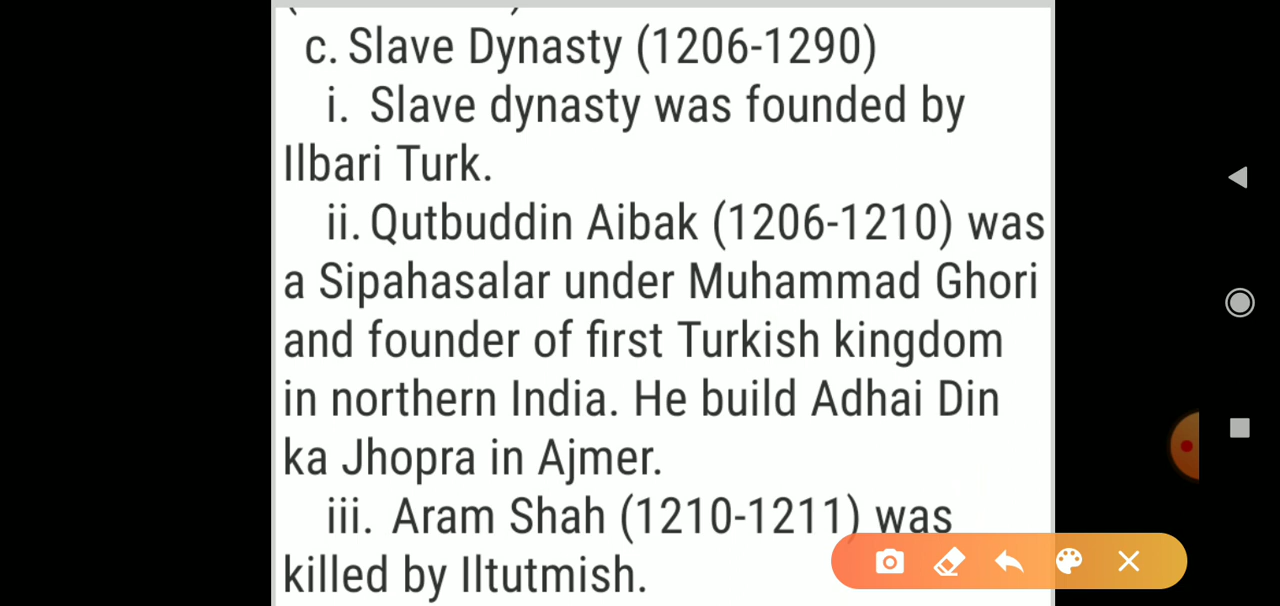 c. Slave Dynasty (1206-1290)
i. Slave dynasty was founded by
Ilbari Turk.
ii. Qutbuddin Aibak (1206-1210) was
a Sipahasalar under Muhammad Ghori
and founder of first Turkish kingdom
in northern India. He build Adhai Din
ka Jhopra in Ajmer.
iii. Aram Shah (1210-1211) was
killed by Iltutmish.